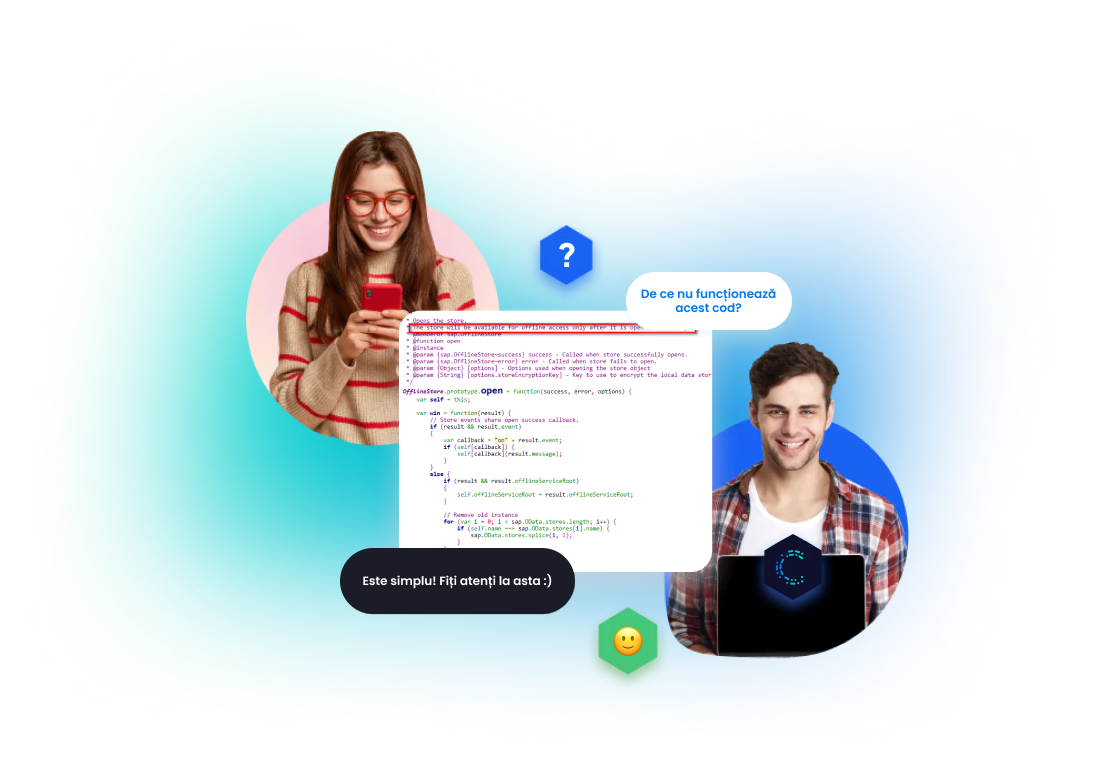 ?
De ce nu funcționează
acest cod?
* Opens the store.
* The store will be available for offline access only after it is open
sap.OfflineStore
* @function open
* @instance
* @param {sap.OfflineStore~success} success - Called when store successfully opens.
* @param {sap.OfflineStore~error} error - Called when store fails to open.
* @param {Object} [options] - Options used when opening the store object
* @param {String} [options.storeEncryptionKey] - Key to use to encrypt the local data stor
*/
OfflineStore.prototype.open = function(success, error, options) {
var self = this;
var win = function(result) {
// Store events share open success callback.
if (result && result.event)
{
var callback = "on" + result.event;
if (self[callback]) {
self[callback](result.message);
}
}
else {
if (result && result.offlineServiceRoot)
{
self.offlineServiceRoot = result.offlineServiceRoot;
}
// Remove old instance
for (var i = 0; i < sap.OData.stores.length; i++) {
if (self.name === sap.OData.stores[i].name) {
sap.OData.stores.splice(i, 1);
}
Este simplu! Fiți atenți la asta :)